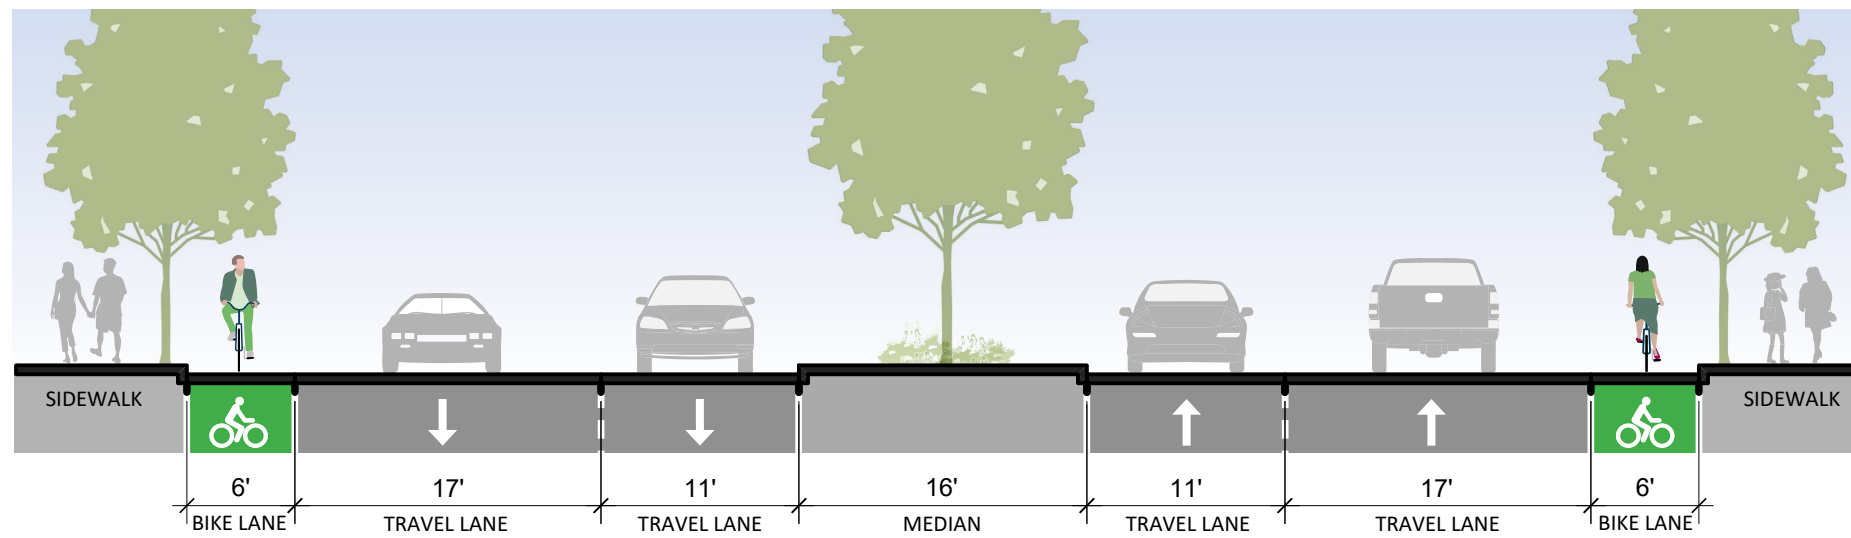 SIDEWALK
SIDEWALK
6' 17' 11' 16' 11' 17' 6'
BIKE LANE TRAVEL LANE TRAVEL LANE MEDIAN TRAVEL LANE TRAVEL LANE BIKE LANE